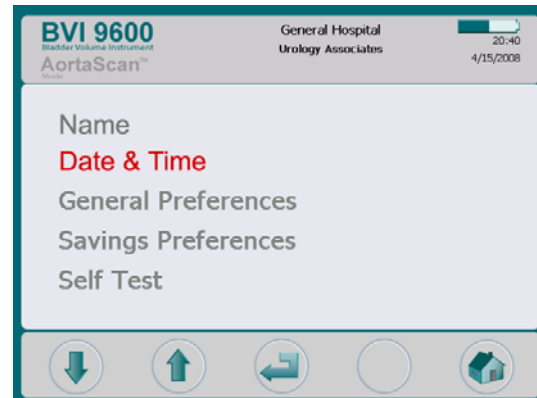 BVI 9600
Bladder Volume Instrument
AortaScan™
Mode
General Hospital
Urology Associates
20:40
4/15/2008
Name
Date & Time
General Preferences
Savings Preferences
Self Test